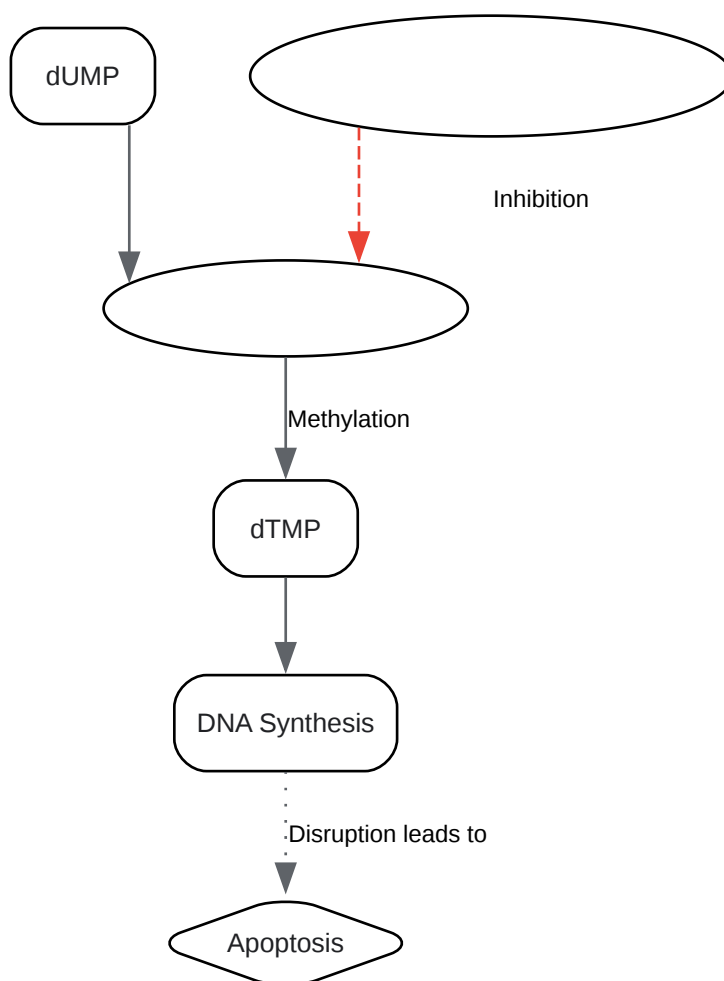 dUMP
Inhibition
Methylation
dTMP
DNA Synthesis
Disruption leads to
Apoptosis